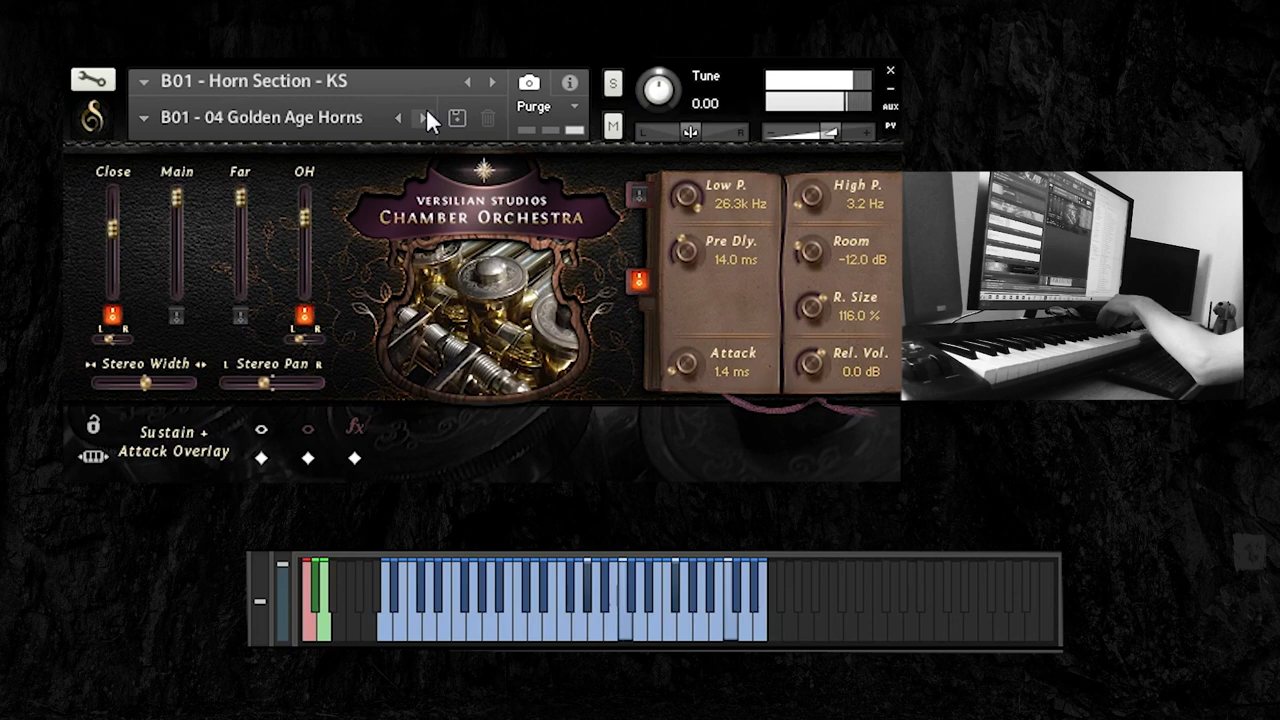 B01 - Horn Section - KS
Purge
B01 - 04 Golden Age Horns
S
M
Tune
0.00
L R
AUX
PV
Close Main Far OH
L R
L R
Stereo Width
L Stereo Pan R
VERSILIAN STUDIOS
CHAMBER ORCHESTRA
Low P.
26.3k Hz
High P.
3.2 Hz
Pre Dly.
14.0 ms
Room
-12.0 dB
R. Size
116.0 %
Attack
1.4 ms
Rel. Vol.
0.0 dB
Sustain +
Attack Overlay
fx